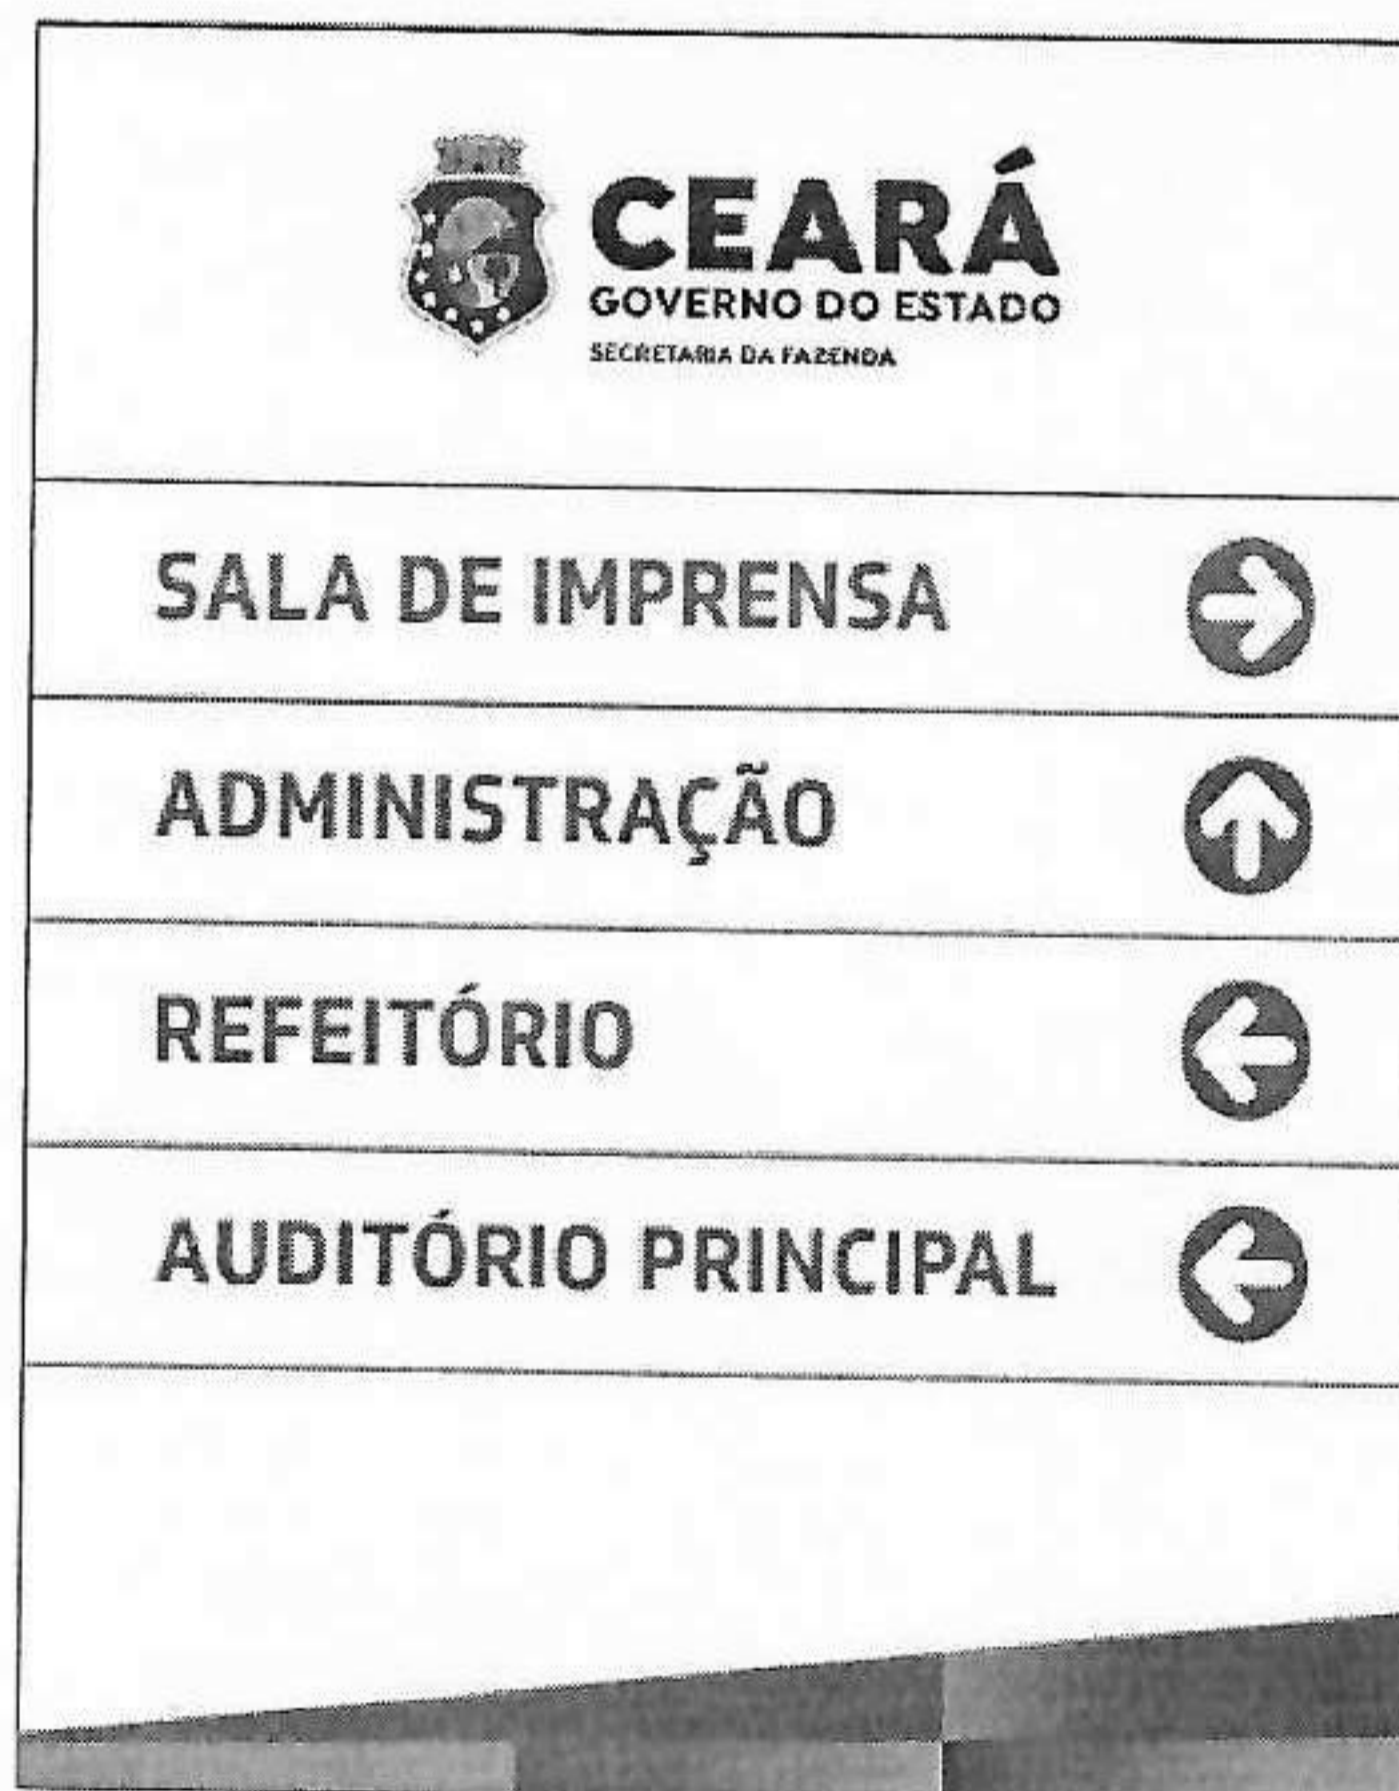 CEARÁ
GOVERNO DO ESTADO
SECRETARIA DA FAZENDA
SALA DE IMPRENSA
ADMINISTRAÇÃO
REFEITÓRIO
AUDITÓRIO PRINCIPAL